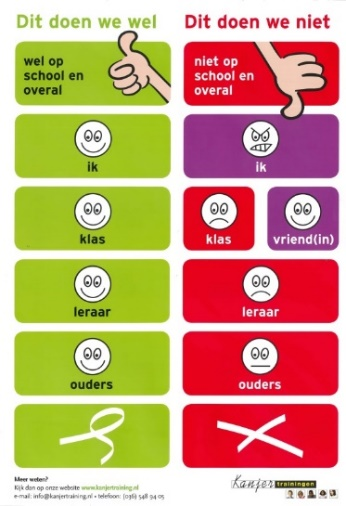 Dit doen we wel
wel op
school en
overal
ik
klas
leraar
ouders
Dit doen we niet
niet op
school en
overal
ik
klas
vriend(in)
leraar
ouders
Meer weten?
Kijk dan op onze website www.kanjertraining.nl
e-mail: info@kanjertraining.nl • telefoon: (036) 548 94 05
Kanjer trainingen